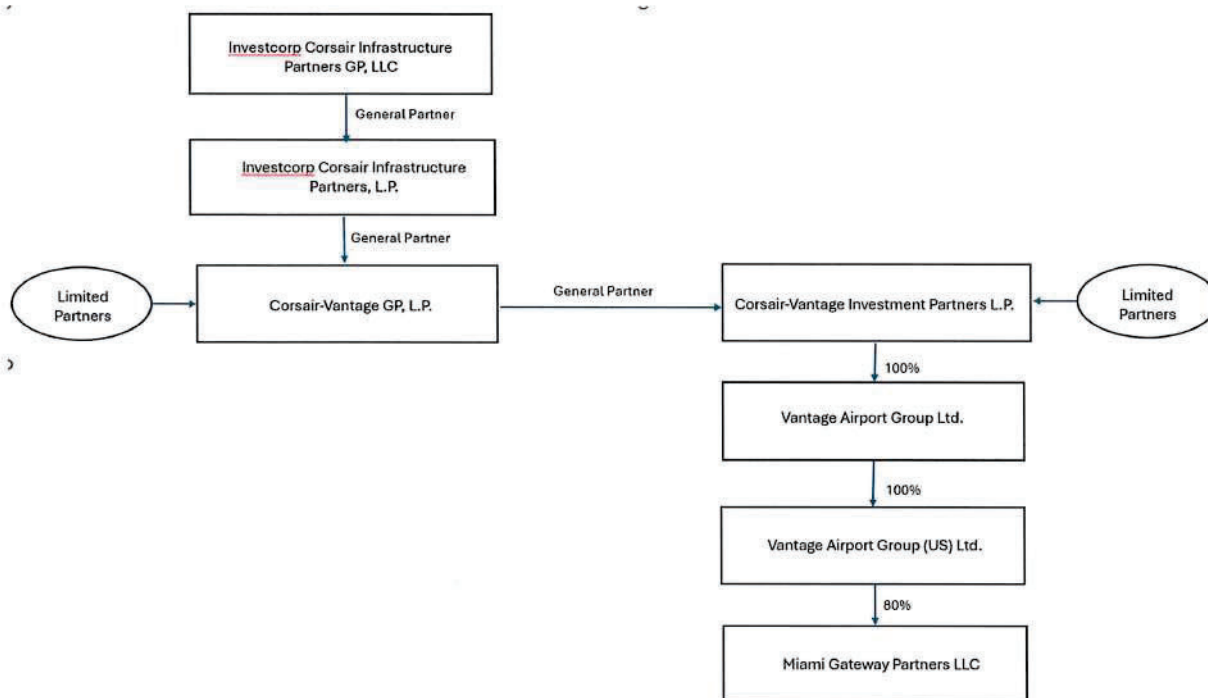 Investcorp Corsair Infrastructure
Partners GP, LLC
General Partner
Investcorp Corsair Infrastructure
Partners, L.P.
General Partner
Limited
Partners
Corsair-Vantage GP, L.P.
General Partner
Corsair-Vantage Investment Partners L.P.
Limited
Partners
100%
Vantage Airport Group Ltd.
100%
Vantage Airport Group (US) Ltd.
80%
Miami Gateway Partners LLC